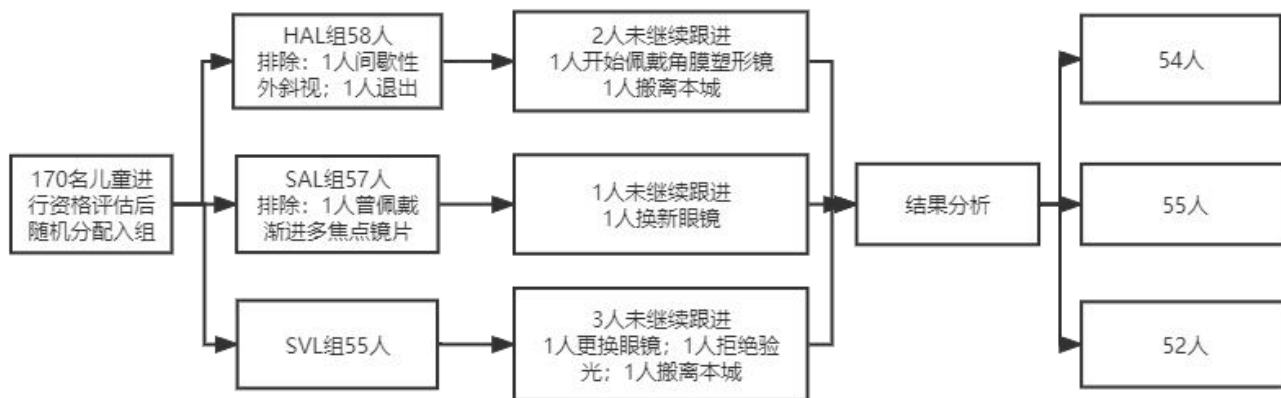 170名儿童进
行资格评估后
随机分配入组
HAL组58人
排除：1人间歇性
外斜视；1人退出
SAL组57人
排除：1人曾佩戴
渐进多焦点镜片
SVL组55人
2人未继续跟进
1人开始佩戴角膜塑形镜
1人搬离本城
1人未继续跟进
1人换新眼镜
3人未继续跟进
1人更换眼镜；1人拒绝验
光；1人搬离本城
结果分析
54人
55人
52人